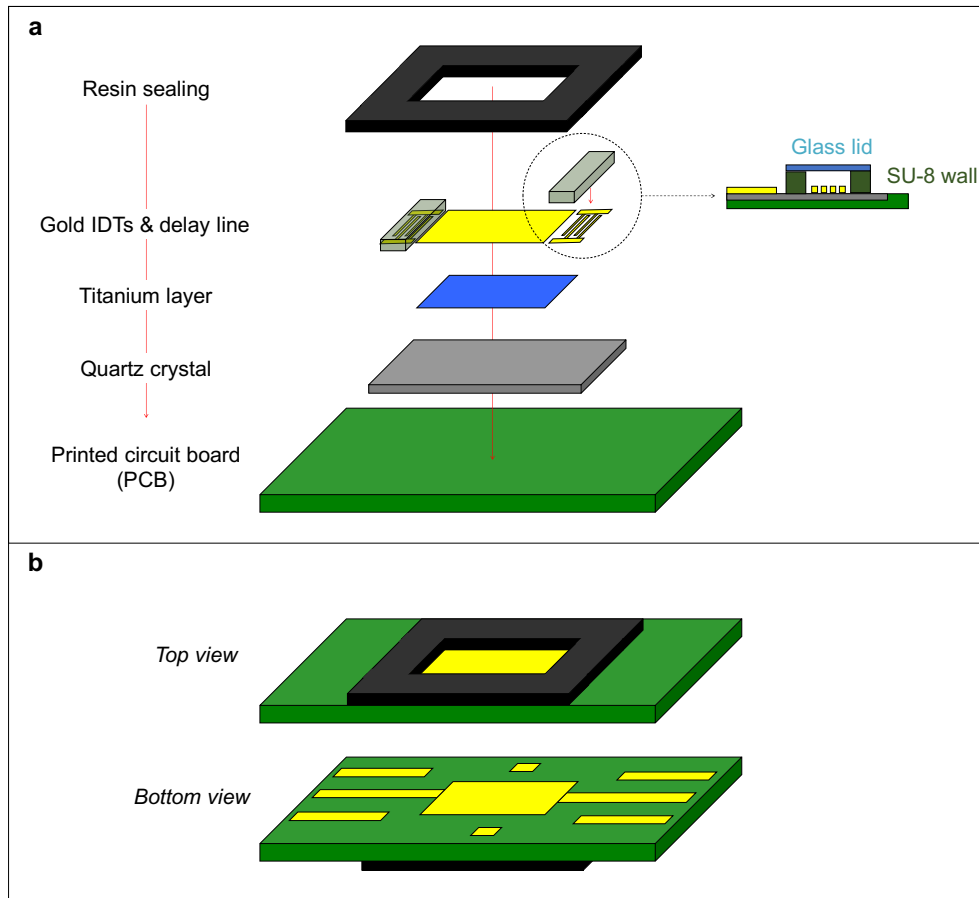 a
Resin sealing
Glass lid
SU-8 wall
Gold IDTs & delay line
Titanium layer
Quartz crystal
Printed circuit board
(PCB)
b
Top view
Bottom view